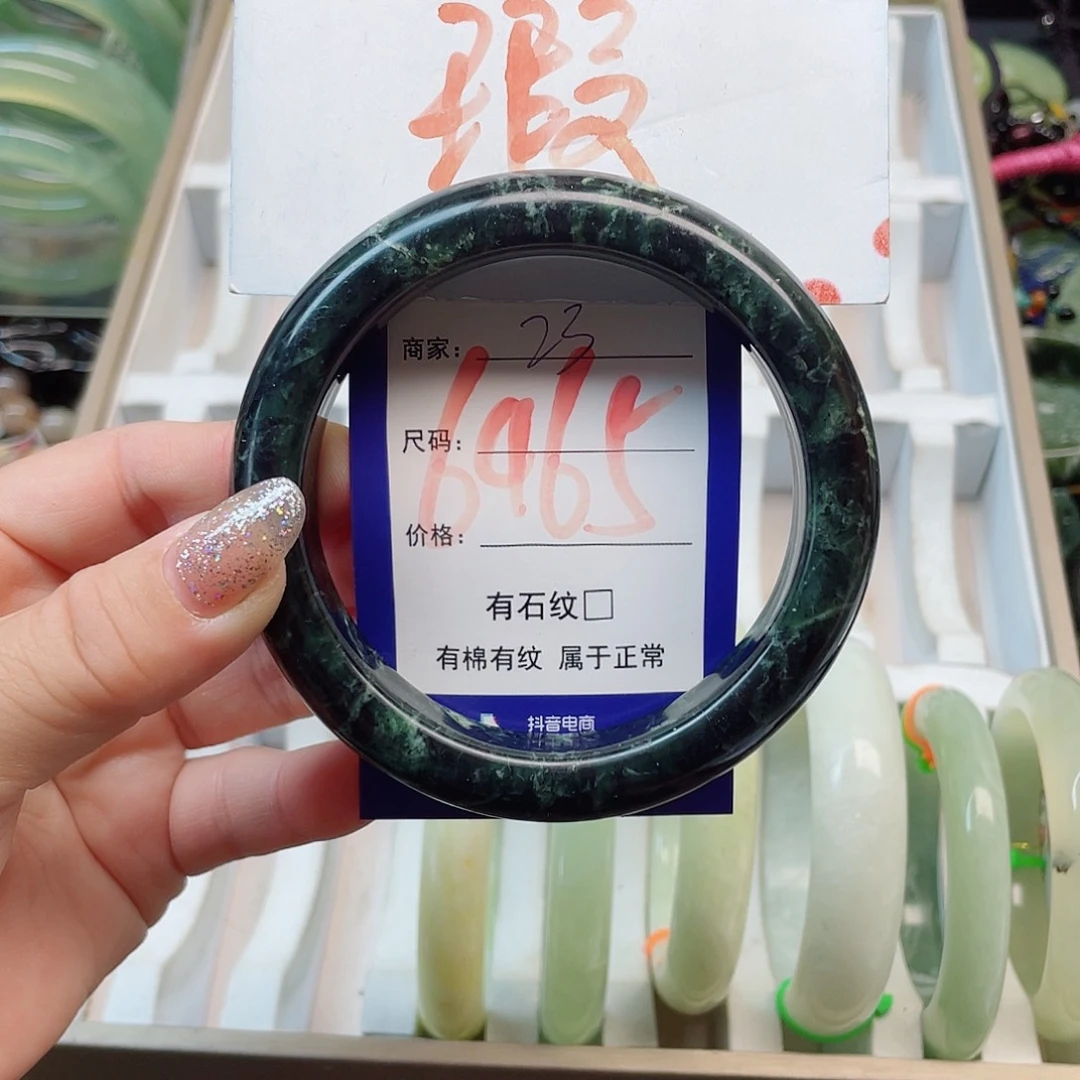 瑕
商家: 23
6965
尺码:
价格:
有石纹□
有棉有纹 属于正常
抖音电商